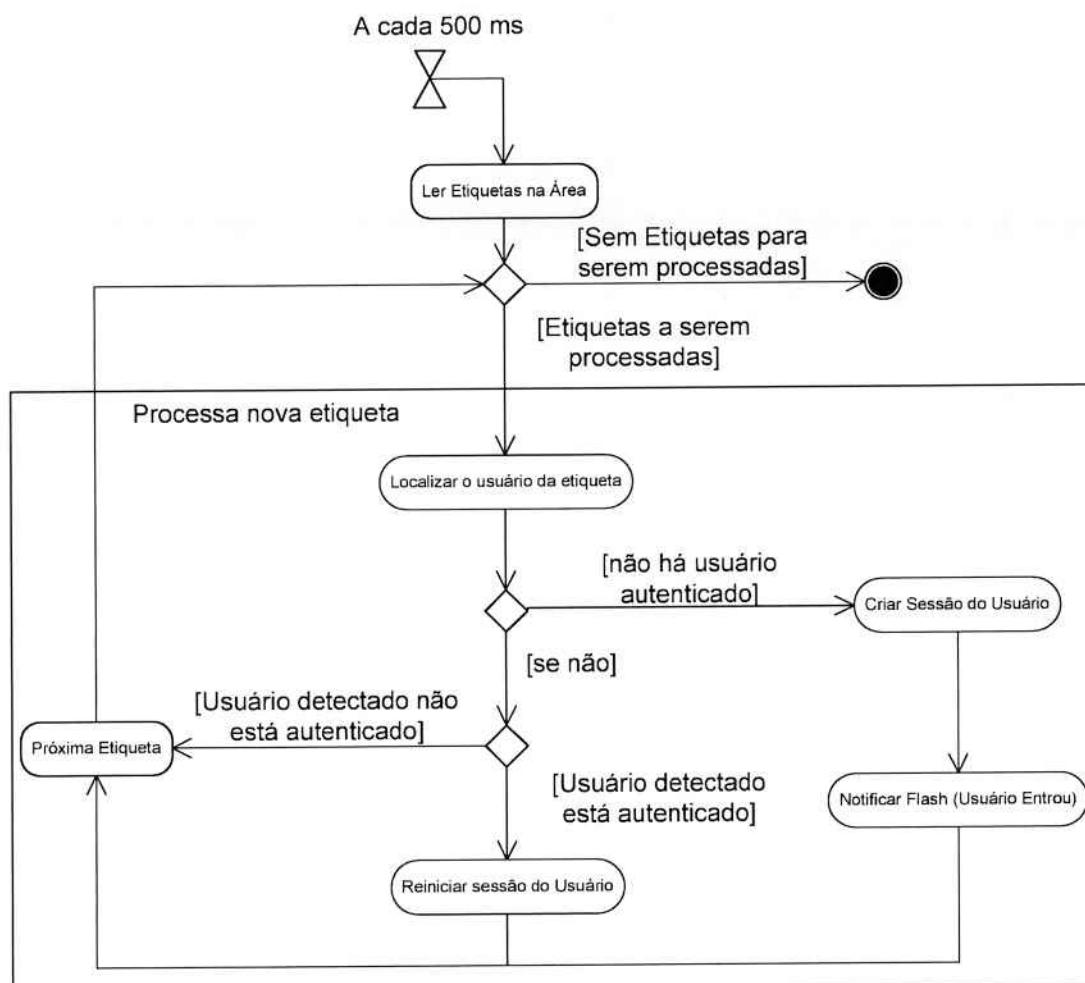 A cada 500 ms
Ler Etiquetas na Área
[Sem Etiquetas para
serem processadas]
[Etiquetas a serem
processadas]
Processa nova etiqueta
Localizar o usuário da etiqueta
[não há usuário
autenticado]
Criar Sessão do Usuário
[se não]
[Usuário detectado não
está autenticado]
Próxima Etiqueta
[Usuário detectado
está autenticado]
Notificar Flash (Usuário Entrou)
Reiniciar sessão do Usuário